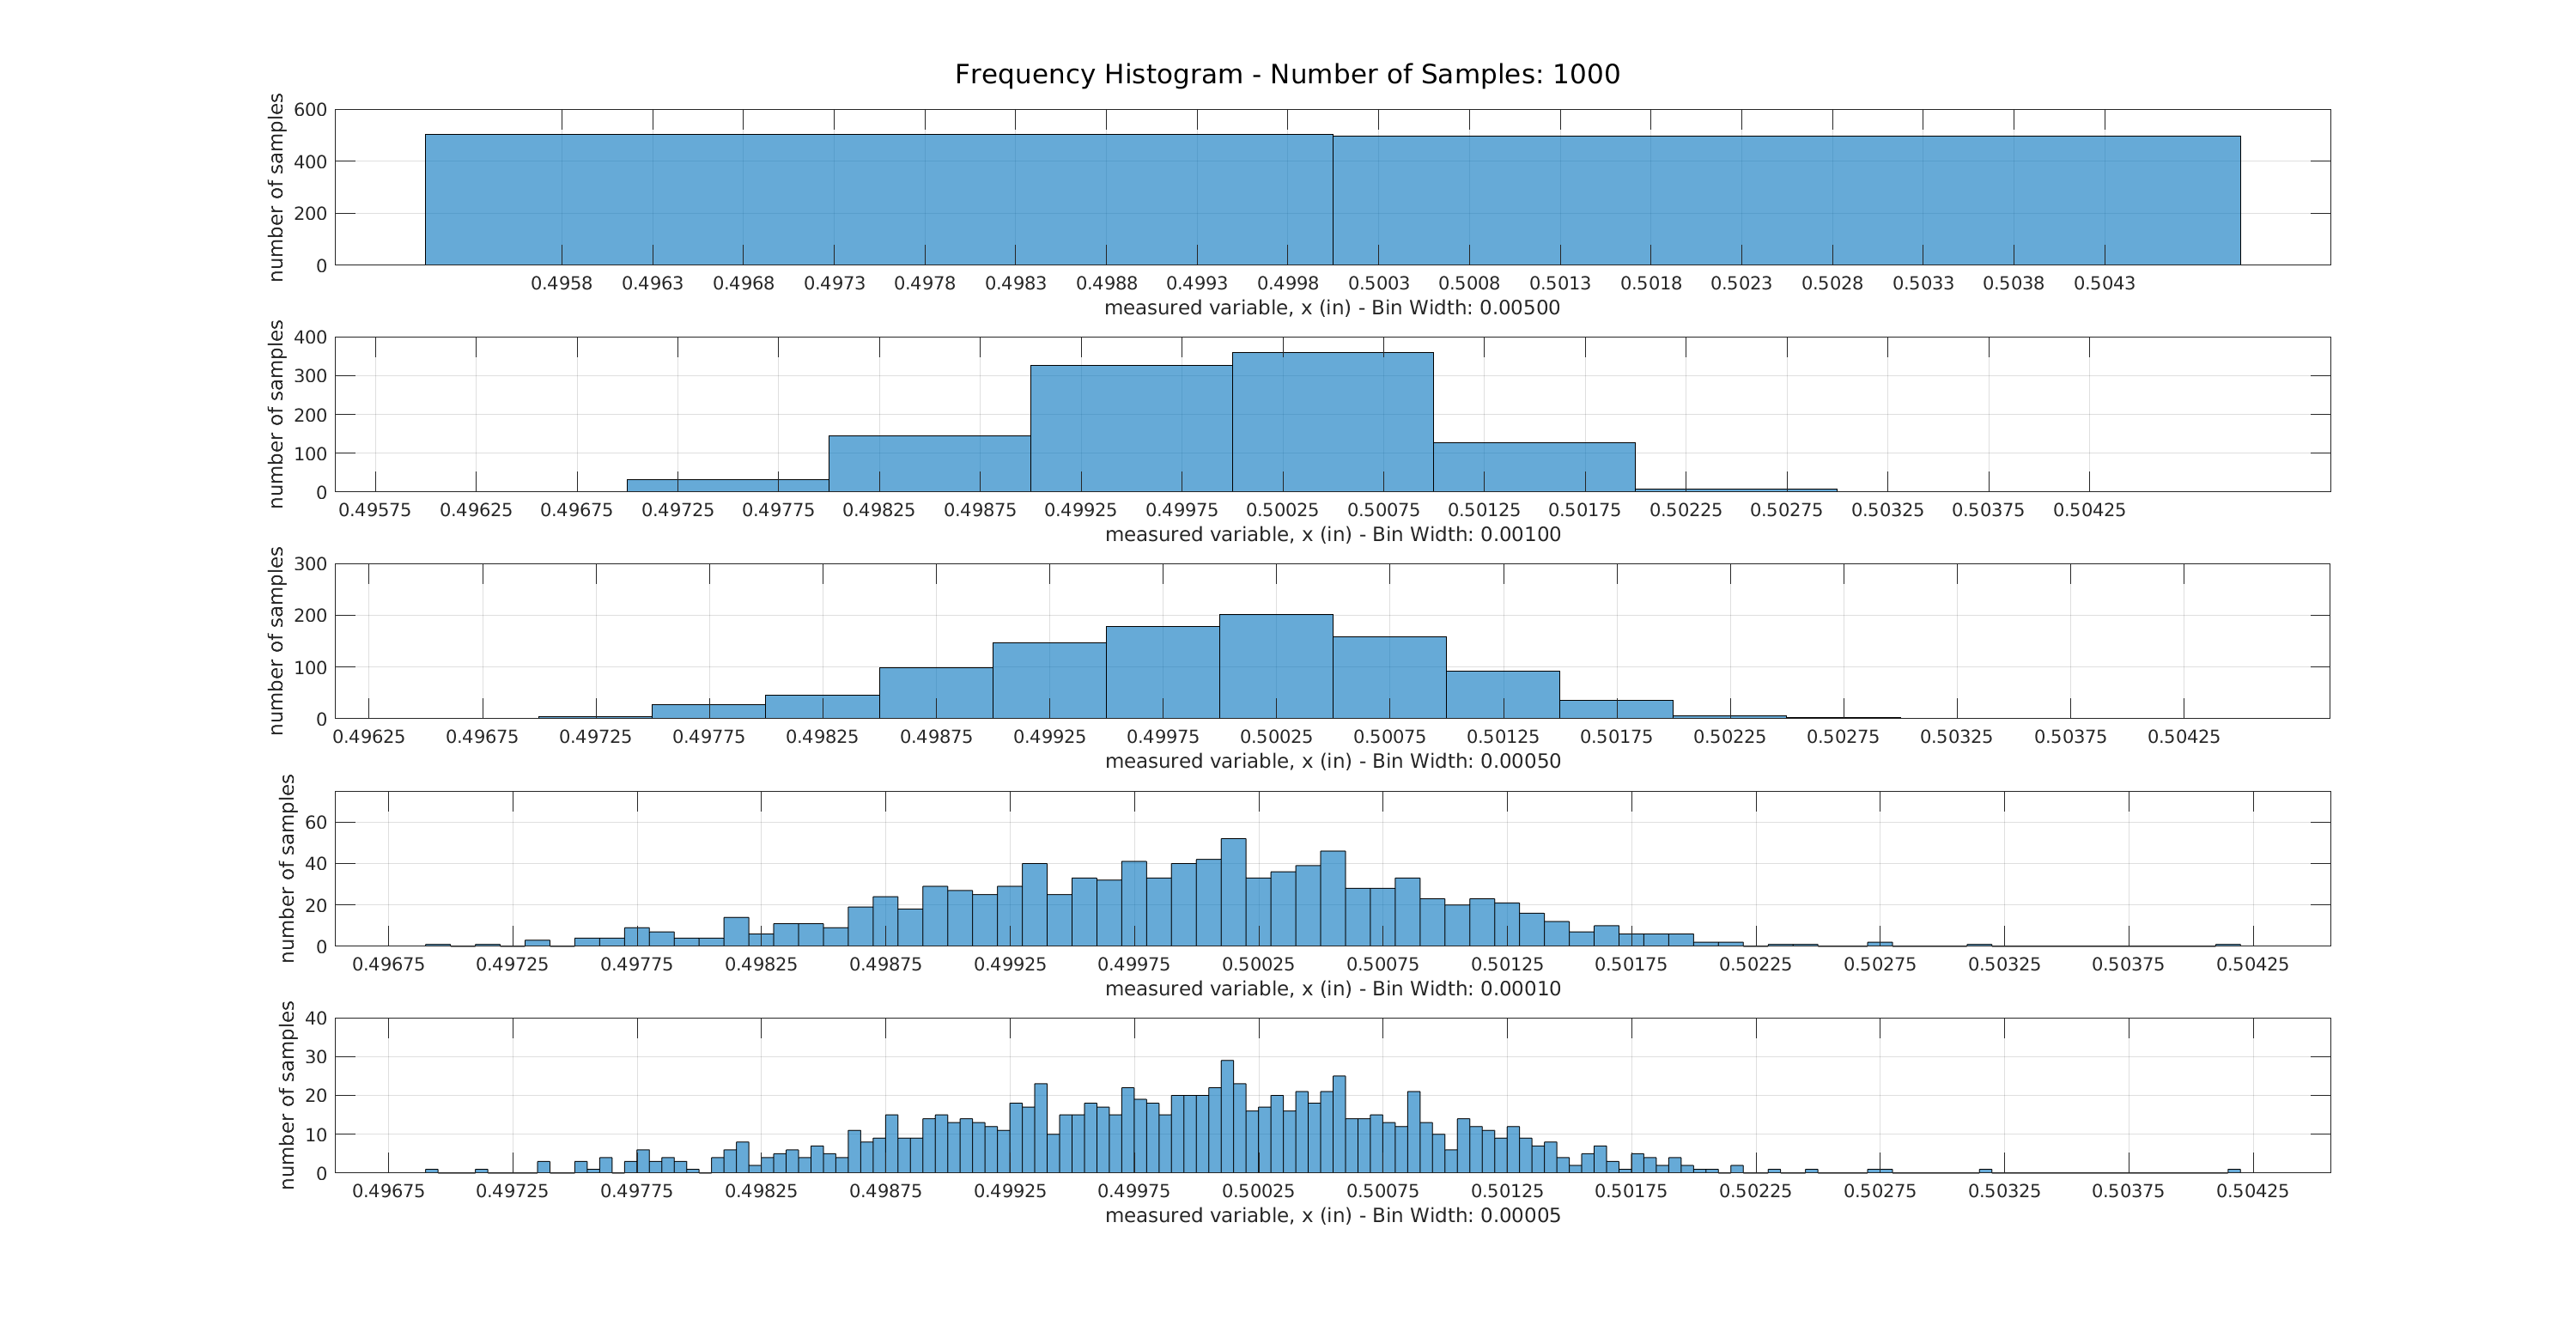 Frequency Histogram - Number of Samples: 1000
number of samples
600
400
200
0
0.4958 0.4963 0.4968 0.4973 0.4978 0.4983 0.4988 0.4993 0.4998 0.5003 0.5008 0.5013 0.5018 0.5023 0.5028 0.5033 0.5038 0.5043
measured variable, x (in) - Bin Width: 0.00500
number of samples
400
300
200
100
0
0.49575 0.49625 0.49675 0.49725 0.49775 0.49825 0.49875 0.49925 0.49975 0.50025 0.50075 0.50125 0.50175 0.50225 0.50275 0.50325 0.50375 0.50425
measured variable, x (in) - Bin Width: 0.00100
number of samples
300
200
100
0
0.49625 0.49675 0.49725 0.49775 0.49825 0.49875 0.49925 0.49975 0.50025 0.50075 0.50125 0.50175 0.50225 0.50275 0.50325 0.50375 0.50425
measured variable, x (in) - Bin Width: 0.00050
number of samples
60
40
20
0
0.49675 0.49725 0.49775 0.49825 0.49875 0.49925 0.49975 0.50025 0.50075 0.50125 0.50175 0.50225 0.50275 0.50325 0.50375 0.50425
measured variable, x (in) - Bin Width: 0.00010
number of samples
40
30
20
10
0
0.49675 0.49725 0.49775 0.49825 0.49875 0.49925 0.49975 0.50025 0.50075 0.50125 0.50175 0.50225 0.50275 0.50325 0.50375 0.50425
measured variable, x (in) - Bin Width: 0.00005